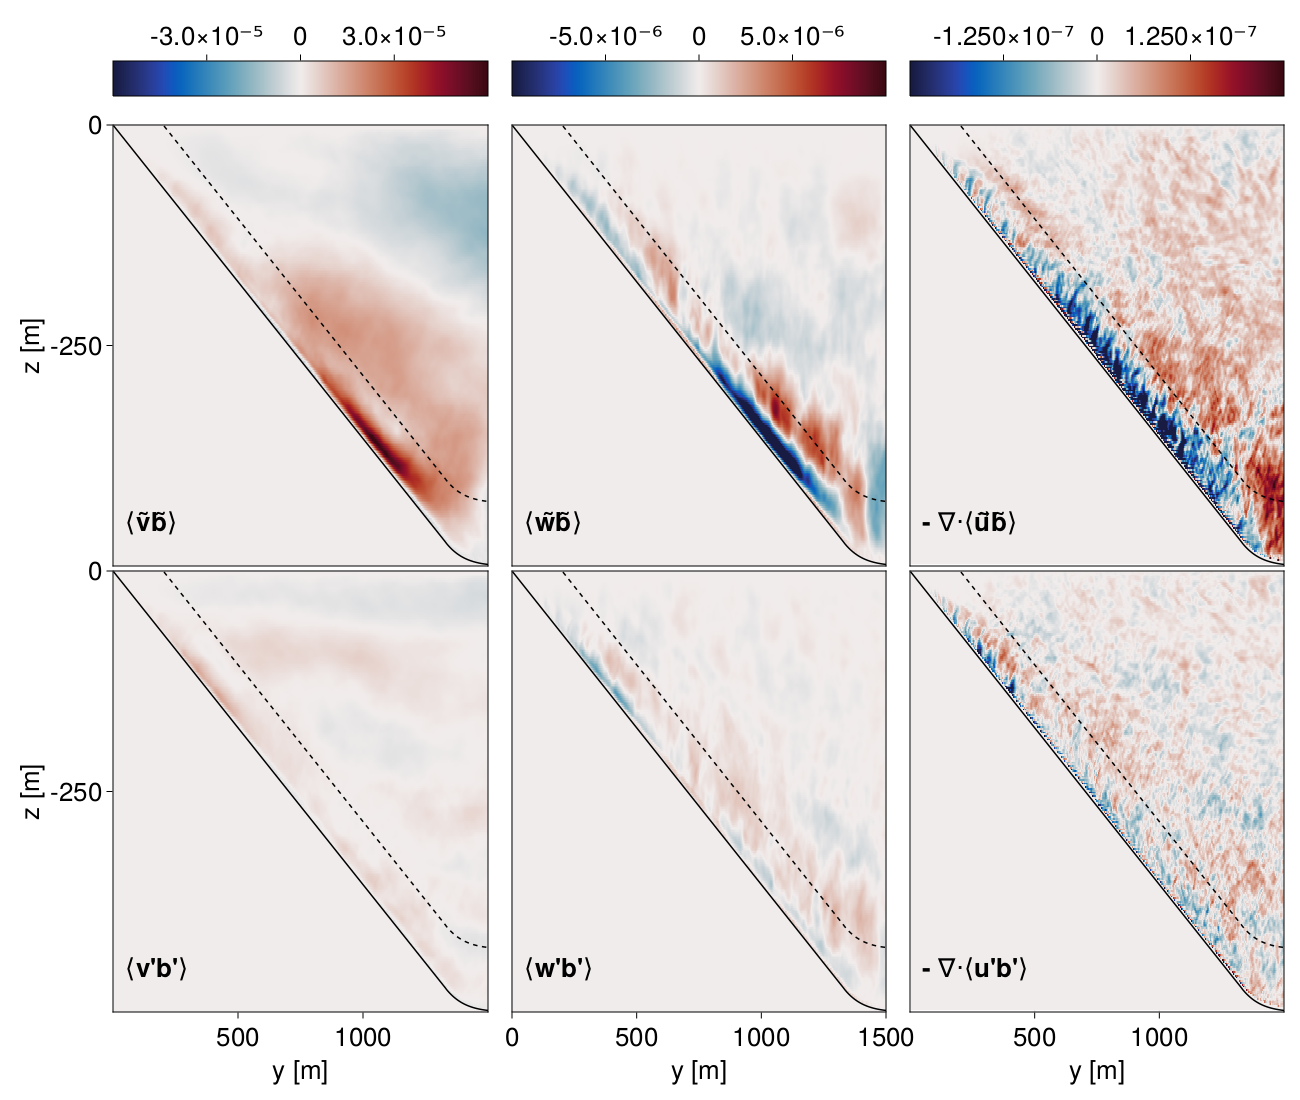 -3.0×10⁻⁵ 0 3.0×10⁻⁵
-5.0×10⁻⁶ 0 5.0×10⁻⁶
-1.250×10⁻⁷ 0 1.250×10⁻⁷
0
z [m]
-250
⟨ṽb̃⟩
⟨w̃b̃⟩
- ∇·⟨ũb̃⟩
0
z [m]
-250
⟨v'b'⟩
⟨w'b'⟩
- ∇·⟨u'b'⟩
500 1000
0 500 1000 1500
500 1000
y [m]
y [m]
y [m]